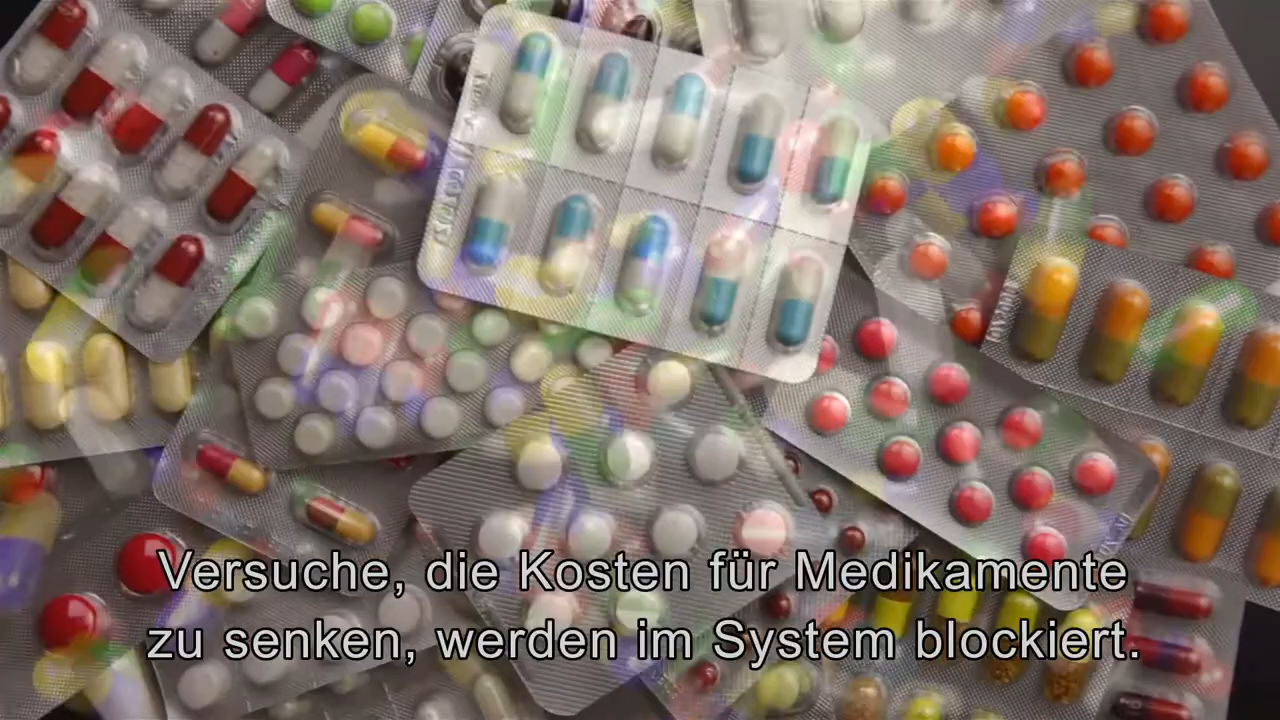 Versuche, die Kosten für Medikamente
zu senken, werden im System blockiert.